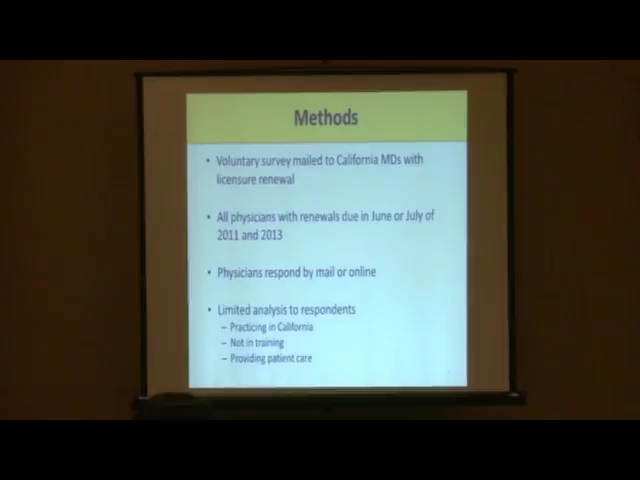 Methods
• Voluntary survey mailed to California MDs with
licensure renewal
• All physicians with renewals due in June or July of
2011 and 2013
• Physicians respond by mail or online
• Limited analysis to respondents
– Practicing in California
– Not in training
– Providing patient care